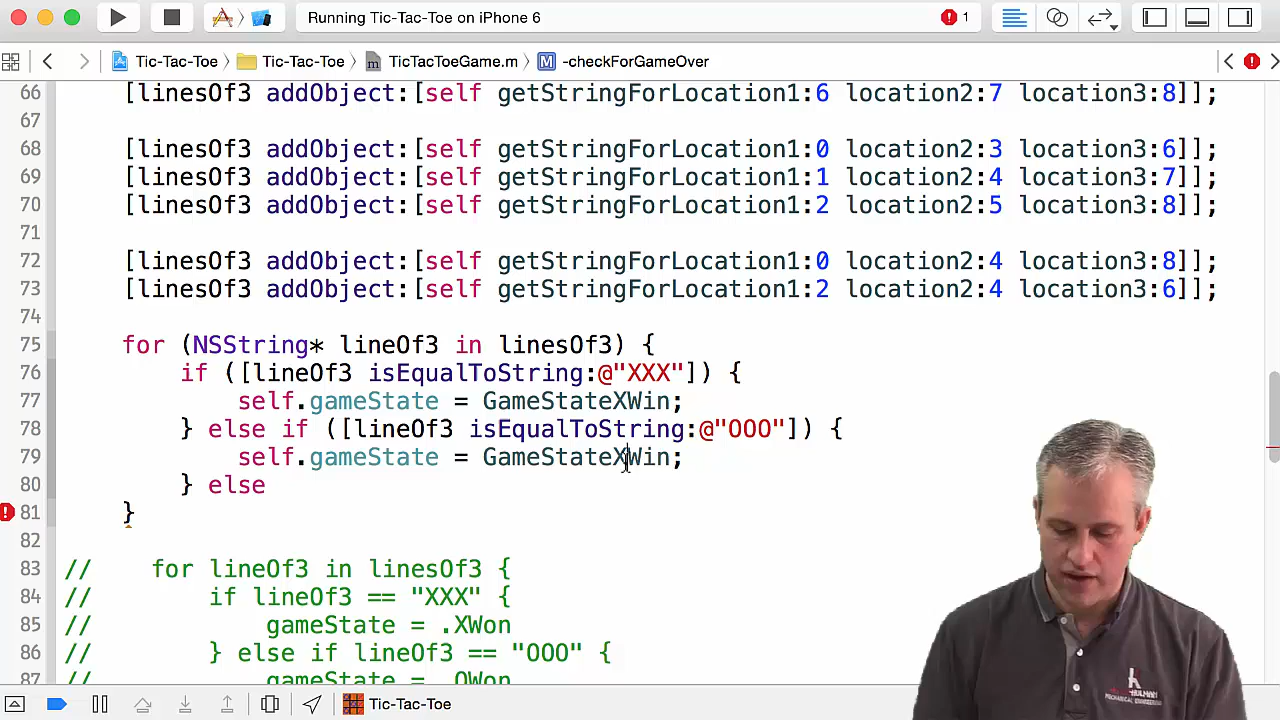 Running Tic-Tac-Toe on iPhone 6
1
Tic-Tac-Toe Tic-Tac-Toe TicTacToeGame.m M -checkForGameOver
66 [linesOf3 addObject:[self getStringForLocation1:6 location2:7 location3:8]];
67
68 [linesOf3 addObject:[self getStringForLocation1:0 location2:3 location3:6]];
69 [linesOf3 addObject:[self getStringForLocation1:1 location2:4 location3:7]];
70 [linesOf3 addObject:[self getStringForLocation1:2 location2:5 location3:8]];
71
72 [linesOf3 addObject:[self getStringForLocation1:0 location2:4 location3:8]];
73 [linesOf3 addObject:[self getStringForLocation1:2 location2:4 location3:6]];
74
75 for (NSString* lineOf3 in linesOf3) {
76 if ([lineOf3 isEqualToString:@"XXX"]) {
77 self.gameState = GameStateXWin;
78 } else if ([lineOf3 isEqualToString:@"OOO"]) {
79 self.gameState = GameStateXWin;
80 } else
81 }
82
83 // for lineOf3 in linesOf3 {
84 // if lineOf3 == "XXX" {
85 // gameState = .XWon
86 // } else if lineOf3 == "OOO" {
87 // gameState = .OWon
Tic-Tac-Toe